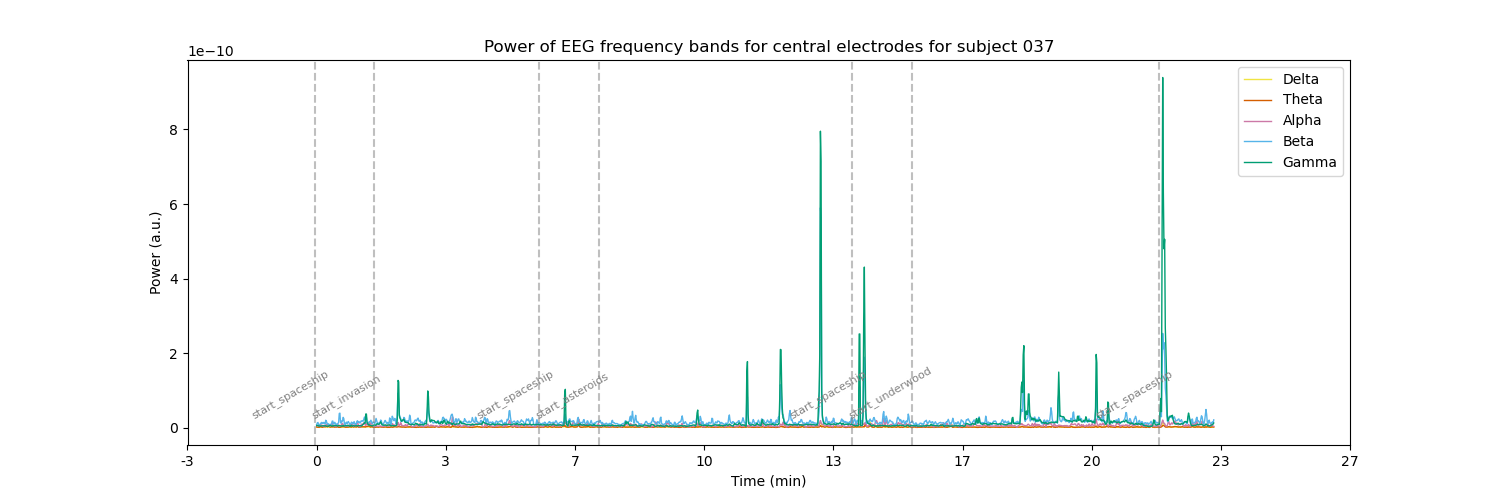 Power of EEG frequency bands for central electrodes for subject 037
1e−10
Delta
Theta
Alpha
Beta
Gamma
8
6
4
2
0
Power (a.u.)
start_spaceship
start_invasion
start_spaceship
start_asteroids
start_spaceship
start_underwood
start_spaceship
-3
0
3
7
10
13
17
20
23
27
Time (min)